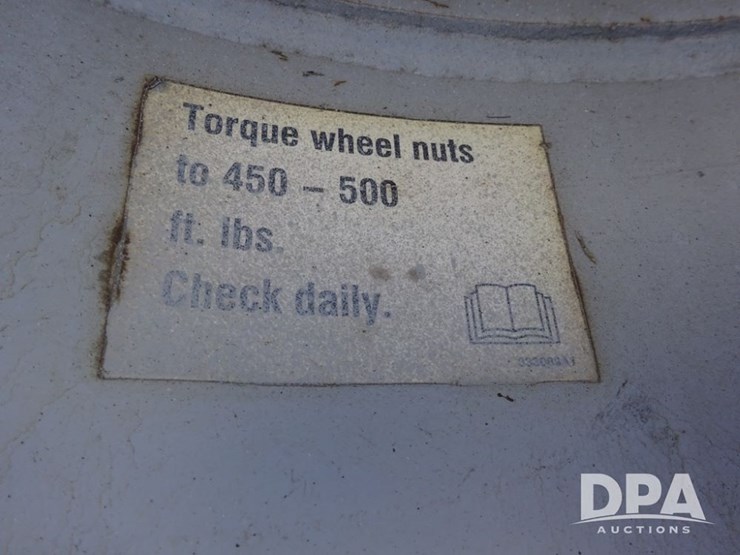 Torque wheel nuts
to 450 – 500
ft. lbs.
Check daily.
DPA
AUCTIONS